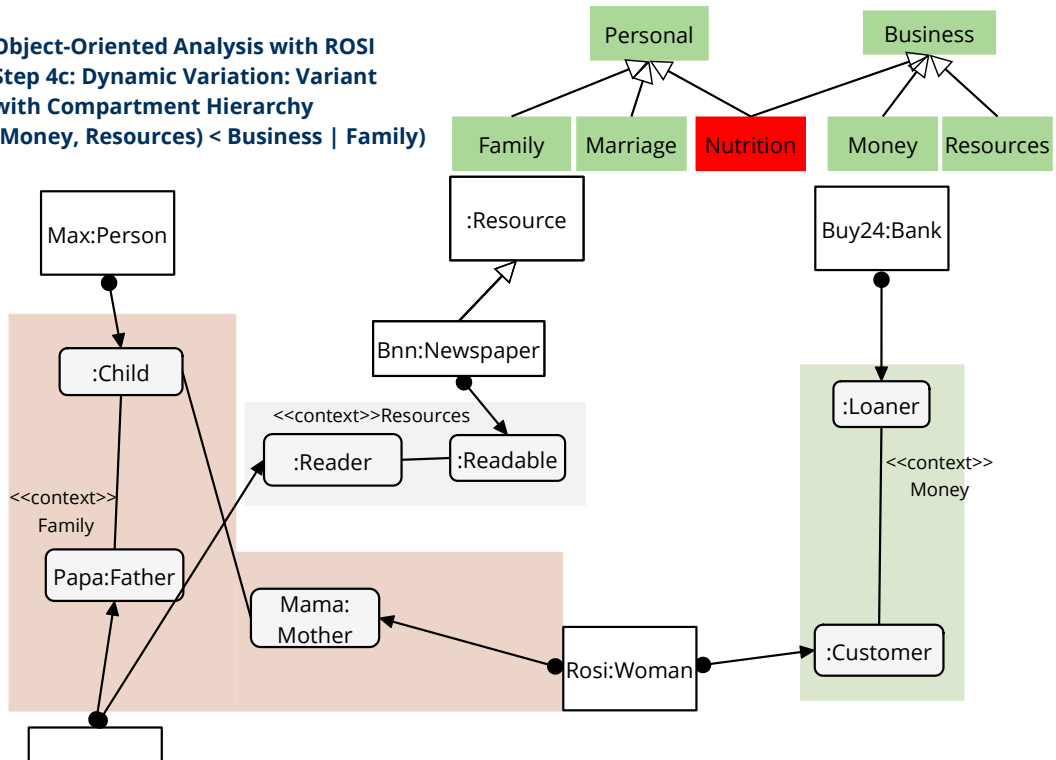 Object-Oriented Analysis with ROSI
Step 4c: Dynamic Variation: Variant
with Compartment Hierarchy
Money, Resources) < Business | Family)
Personal
Business
Family
Marriage
Nutrition
Money
Resources
Max:Person
:Resource
Buy24:Bank
Bnn:Newspaper
:Child
:Loaner
<<context>>Resources
:Reader
:Readable
<<context>>
Money
<<context>>
Family
Papa:Father
Mama:
Mother
Rosi:Woman
:Customer